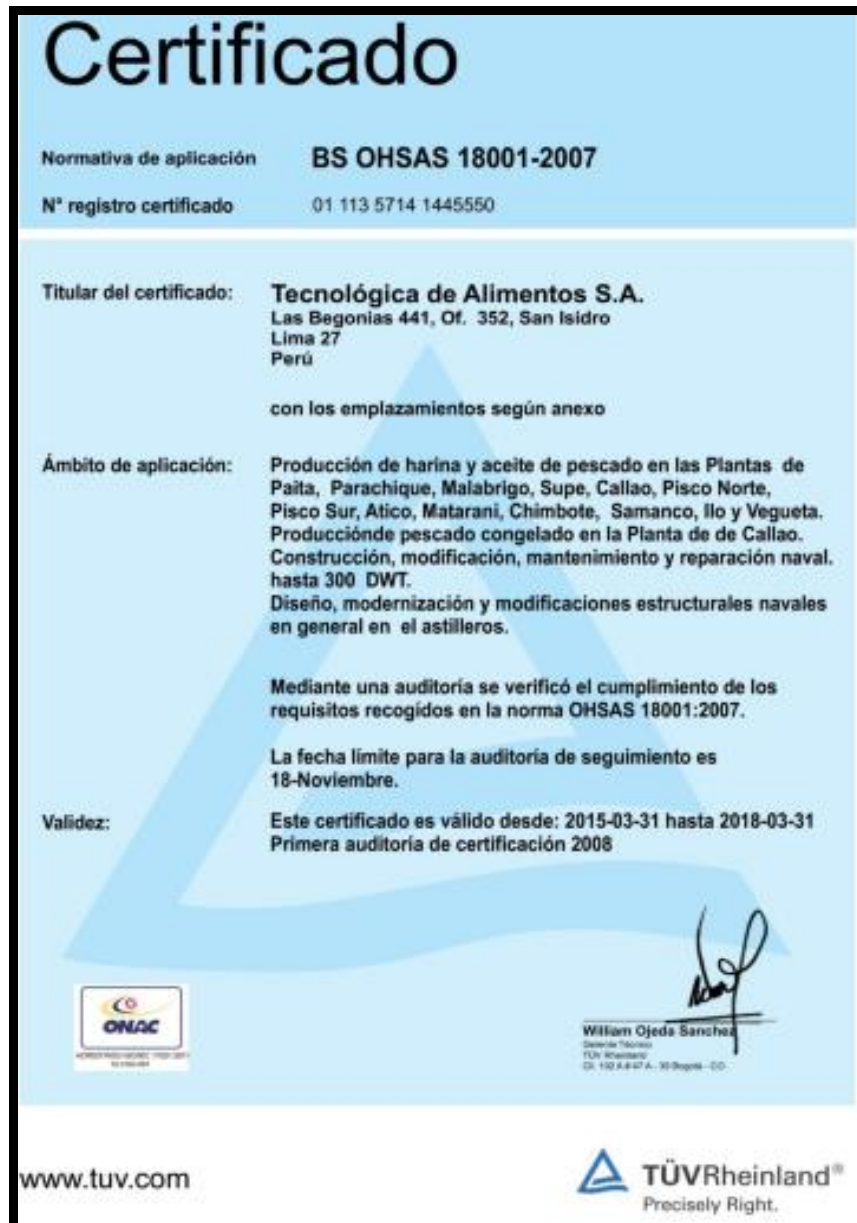 Certificado
Normativa de aplicación BS OHSAS 18001-2007
N° registro certificado 01 113 5714 1445550
Titular del certificado: Tecnológica de Alimentos S.A.
Las Begonias 441, Of. 352, San Isidro
Lima 27
Perú
con los emplazamientos según anexo
Ámbito de aplicación: Producción de harina y aceite de pescado en las Plantas de
Paita, Parachique, Malabrigo, Supe, Callao, Pisco Norte,
Pisco Sur, Atico, Matarani, Chimbote, Samanco, Ilo y Vegueta.
Producciónde pescado congelado en la Planta de de Callao.
Construcción, modificación, mantenimiento y reparación naval.
hasta 300 DWT.
Diseño, modernización y modificaciones estructurales navales
en general en el astilleros.
Mediante una auditoría se verificó el cumplimiento de los
requisitos recogidos en la norma OHSAS 18001:2007.
La fecha límite para la auditoría de seguimiento es
18-Noviembre.
Validez: Este certificado es válido desde: 2015-03-31 hasta 2018-03-31
Primera auditoría de certificación 2008
ONAC
William Ojeda Sanchez
Gerente Técnico
TÜV Rheinland
www.tuv.com
TÜVRheinland®
Precisely Right.